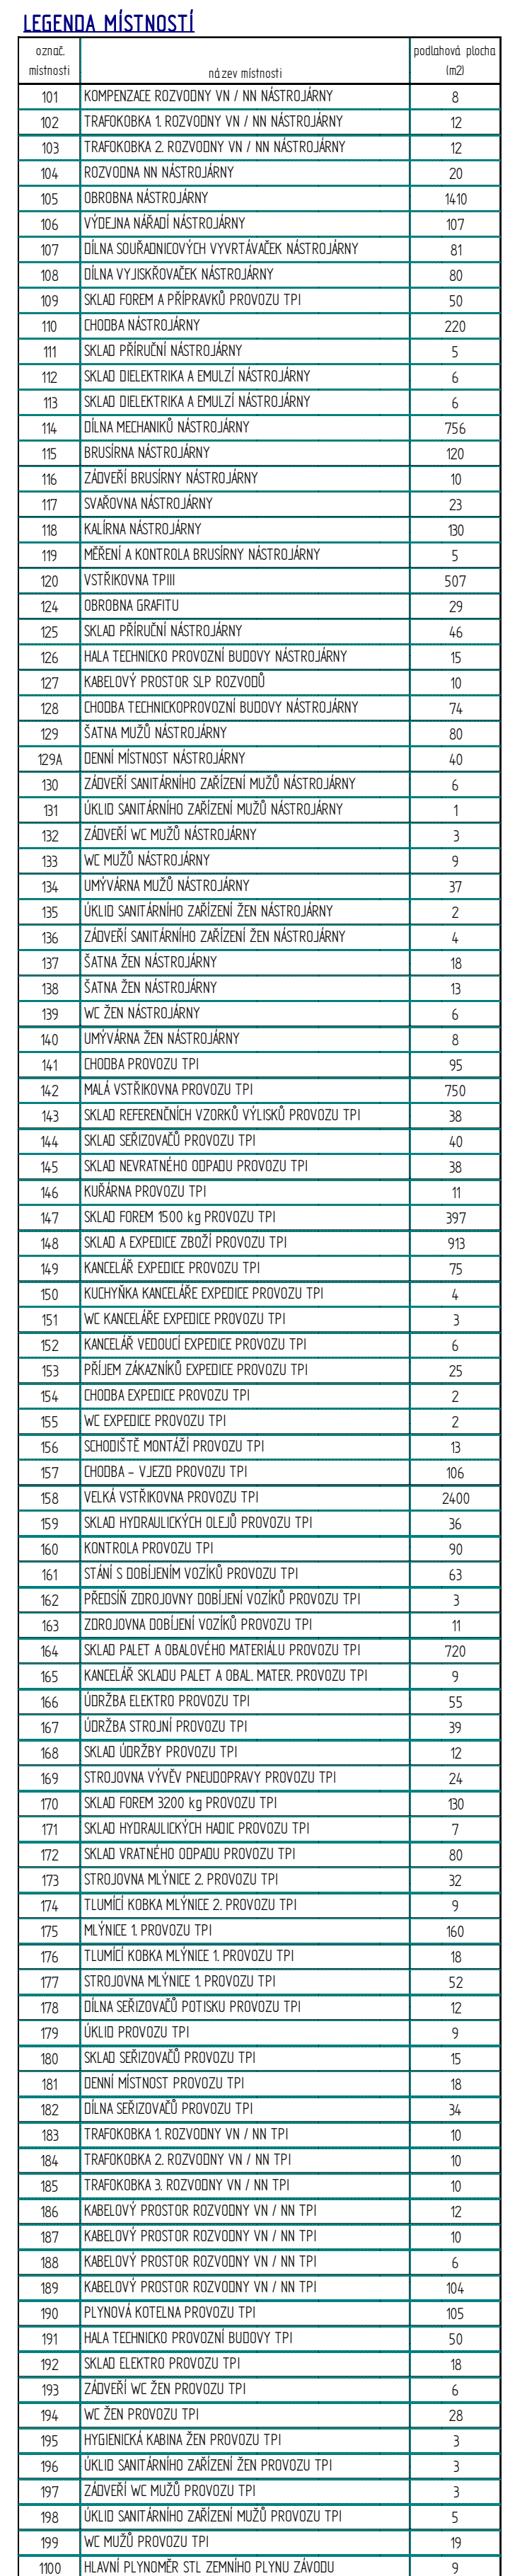 LEGENDA MÍSTNOSTÍ
označ. místnosti název místnosti podlahová plocha (m2)
101 KOMPENZACE ROZVODNY VN / NN NÁSTROJÁRNY 8
102 TRAFOKOBKA 1. ROZVODNY VN / NN NÁSTROJÁRNY 12
103 TRAFOKOBKA 2. ROZVODNY VN / NN NÁSTROJÁRNY 12
104 ROZVODNA NN NÁSTROJÁRNY 20
105 OBROBNA NÁSTROJÁRNY 1410
106 VÝDEJNA NÁŘADÍ NÁSTROJÁRNY 107
107 DÍLNA SOUŘADNICOVÝCH VYVRTÁVAČEK NÁSTROJÁRNY 81
108 DÍLNA VYJISKŘOVAČEK NÁSTROJÁRNY 80
109 SKLAD FOREM A PŘÍPRAVKŮ PROVOZU TPI 50
110 CHODBA NÁSTROJÁRNY 220
111 SKLAD PŘÍRUČNÍ NÁSTROJÁRNY 5
112 SKLAD DIELEKTRIKA A EMULZÍ NÁSTROJÁRNY 6
113 SKLAD DIELEKTRIKA A EMULZÍ NÁSTROJÁRNY 6
114 DÍLNA MECHANIKŮ NÁSTROJÁRNY 756
115 BRUSÍRNA NÁSTROJÁRNY 120
116 ZÁDVEŘÍ BRUSÍRNY NÁSTROJÁRNY 10
117 SVAŘOVNA NÁSTROJÁRNY 23
118 KALÍRNA NÁSTROJÁRNY 130
119 MĚŘENÍ A KONTROLA BRUSÍRNY NÁSTROJÁRNY 5
120 VSTŘIKOVNA TPIII 507
124 OBROBNA GRAFITU 29
125 SKLAD PŘÍRUČNÍ NÁSTROJÁRNY 46
126 HALA TECHNICKO PROVOZNÍ BUDOVY NÁSTROJÁRNY 15
127 KABELOVÝ PROSTOR SLP ROZVODŮ 10
128 CHODBA TECHNICKOPROVOZNÍ BUDOVY NÁSTROJÁRNY 74
129 ŠATNA MUŽŮ NÁSTROJÁRNY 80
129A DENNÍ MÍSTNOST NÁSTROJÁRNY 40
130 ZÁDVEŘÍ SANITÁRNÍHO ZAŘÍZENÍ MUŽŮ NÁSTROJÁRNY 6
131 ÚKLID SANITÁRNÍHO ZAŘÍZENÍ MUŽŮ NÁSTROJÁRNY 1
132 ZÁDVEŘÍ WC MUŽŮ NÁSTROJÁRNY 3
133 WC MUŽŮ NÁSTROJÁRNY 9
134 UMÝVÁRNA MUŽŮ NÁSTROJÁRNY 37
135 ÚKLID SANITÁRNÍHO ZAŘÍZENÍ ŽEN NÁSTROJÁRNY 2
136 ZÁDVEŘÍ SANITÁRNÍHO ZAŘÍZENÍ ŽEN NÁSTROJÁRNY 4
137 ŠATNA ŽEN NÁSTROJÁRNY 18
138 ŠATNA ŽEN NÁSTROJÁRNY 13
139 WC ŽEN NÁSTROJÁRNY 6
140 UMÝVÁRNA ŽEN NÁSTROJÁRNY 8
141 CHODBA PROVOZU TPI 95
142 MALÁ VSTŘIKOVNA PROVOZU TPI 750
143 SKLAD REFERENČNÍCH VZORKŮ VÝLISKŮ PROVOZU TPI 38
144 SKLAD SEŘIZOVAČŮ PROVOZU TPI 40
145 SKLAD NEVRATNÉHO ODPADU PROVOZU TPI 38
146 KUŘÁRNA PROVOZU TPI 11
147 SKLAD FOREM 1500 kg PROVOZU TPI 397
148 SKLAD A EXPEDICE ZBOŽÍ PROVOZU TPI 913
149 KANCELÁŘ EXPEDICE PROVOZU TPI 75
150 KUCHYŇKA KANCELÁŘE EXPEDICE PROVOZU TPI 4
151 WC KANCELÁŘE EXPEDICE PROVOZU TPI 3
152 KANCELÁŘ VEDOUCÍ EXPEDICE PROVOZU TPI 6
153 PŘÍJEM ZÁKAZNÍKŮ EXPEDICE PROVOZU TPI 25
154 CHODBA EXPEDICE PROVOZU TPI 2
155 WC EXPEDICE PROVOZU TPI 2
156 SCHODIŠTĚ MONTÁŽÍ PROVOZU TPI 13
157 CHODBA - VJEZD PROVOZU TPI 106
158 VELKÁ VSTŘIKOVNA PROVOZU TPI 2400
159 SKLAD HYDRAULICKÝCH OLEJŮ PROVOZU TPI 36
160 KONTROLA PROVOZU TPI 90
161 STÁNÍ S DOBÍJENÍM VOZÍKŮ PROVOZU TPI 63
162 PŘEDSÍŇ ZDROJOVNY DOBÍJENÍ VOZÍKŮ PROVOZU TPI 3
163 ZDROJOVNA DOBÍJENÍ VOZÍKŮ PROVOZU TPI 11
164 SKLAD PALET A OBALOVÉHO MATERIÁLU PROVOZU TPI 720
165 KANCELÁŘ SKLADU PALET A OBAL. MATER. PROVOZU TPI 9
166 ÚDRŽBA ELEKTRO PROVOZU TPI 55
167 ÚDRŽBA STROJNÍ PROVOZU TPI 39
168 SKLAD ÚDRŽBY PROVOZU TPI 12
169 STROJOVNA VÝVĚV PNEUDOPRAVY PROVOZU TPI 24
170 SKLAD FOREM 3200 kg PROVOZU TPI 130
171 SKLAD HYDRAULICKÝCH HADIC PROVOZU TPI 7
172 SKLAD VRATNÉHO ODPADU PROVOZU TPI 80
173 STROJOVNA MLÝNICE 2. PROVOZU TPI 32
174 TLUMÍCÍ KOBKA MLÝNICE 2. PROVOZU TPI 9
175 MLÝNICE 1. PROVOZU TPI 160
176 TLUMÍCÍ KOBKA MLÝNICE 1. PROVOZU TPI 18
177 STROJOVNA MLÝNICE 1. PROVOZU TPI 52
178 DÍLNA SEŘIZOVAČŮ POTISKU PROVOZU TPI 12
179 ÚKLID PROVOZU TPI 9
180 SKLAD SEŘIZOVAČŮ PROVOZU TPI 15
181 DENNÍ MÍSTNOST PROVOZU TPI 18
182 DÍLNA SEŘIZOVAČŮ PROVOZU TPI 34
183 TRAFOKOBKA 1. ROZVODNY VN / NN TPI 10
184 TRAFOKOBKA 2. ROZVODNY VN / NN TPI 10
185 TRAFOKOBKA 3. ROZVODNY VN / NN TPI 10
186 KABELOVÝ PROSTOR ROZVODNY VN / NN TPI 12
187 KABELOVÝ PROSTOR ROZVODNY VN / NN TPI 10
188 KABELOVÝ PROSTOR ROZVODNY VN / NN TPI 6
189 KABELOVÝ PROSTOR ROZVODNY VN / NN TPI 104
190 PLYNOVÁ KOTELNA PROVOZU TPI 105
191 HALA TECHNICKO PROVOZNÍ BUDOVY TPI 50
192 SKLAD ELEKTRO PROVOZU TPI 18
193 ZÁDVEŘÍ WC ŽEN PROVOZU TPI 6
194 WC ŽEN PROVOZU TPI 28
195 HYGIENICKÁ KABINA ŽEN PROVOZU TPI 3
196 ÚKLID SANITÁRNÍHO ZAŘÍZENÍ ŽEN PROVOZU TPI 3
197 ZÁDVEŘÍ WC MUŽŮ PROVOZU TPI 3
198 ÚKLID SANITÁRNÍHO ZAŘÍZENÍ MUŽŮ PROVOZU TPI 5
199 WC MUŽŮ PROVOZU TPI 19
1100 HLAVNÍ PLYNOMĚR STL ZEMNÍHO PLYNU ZÁVODU 9